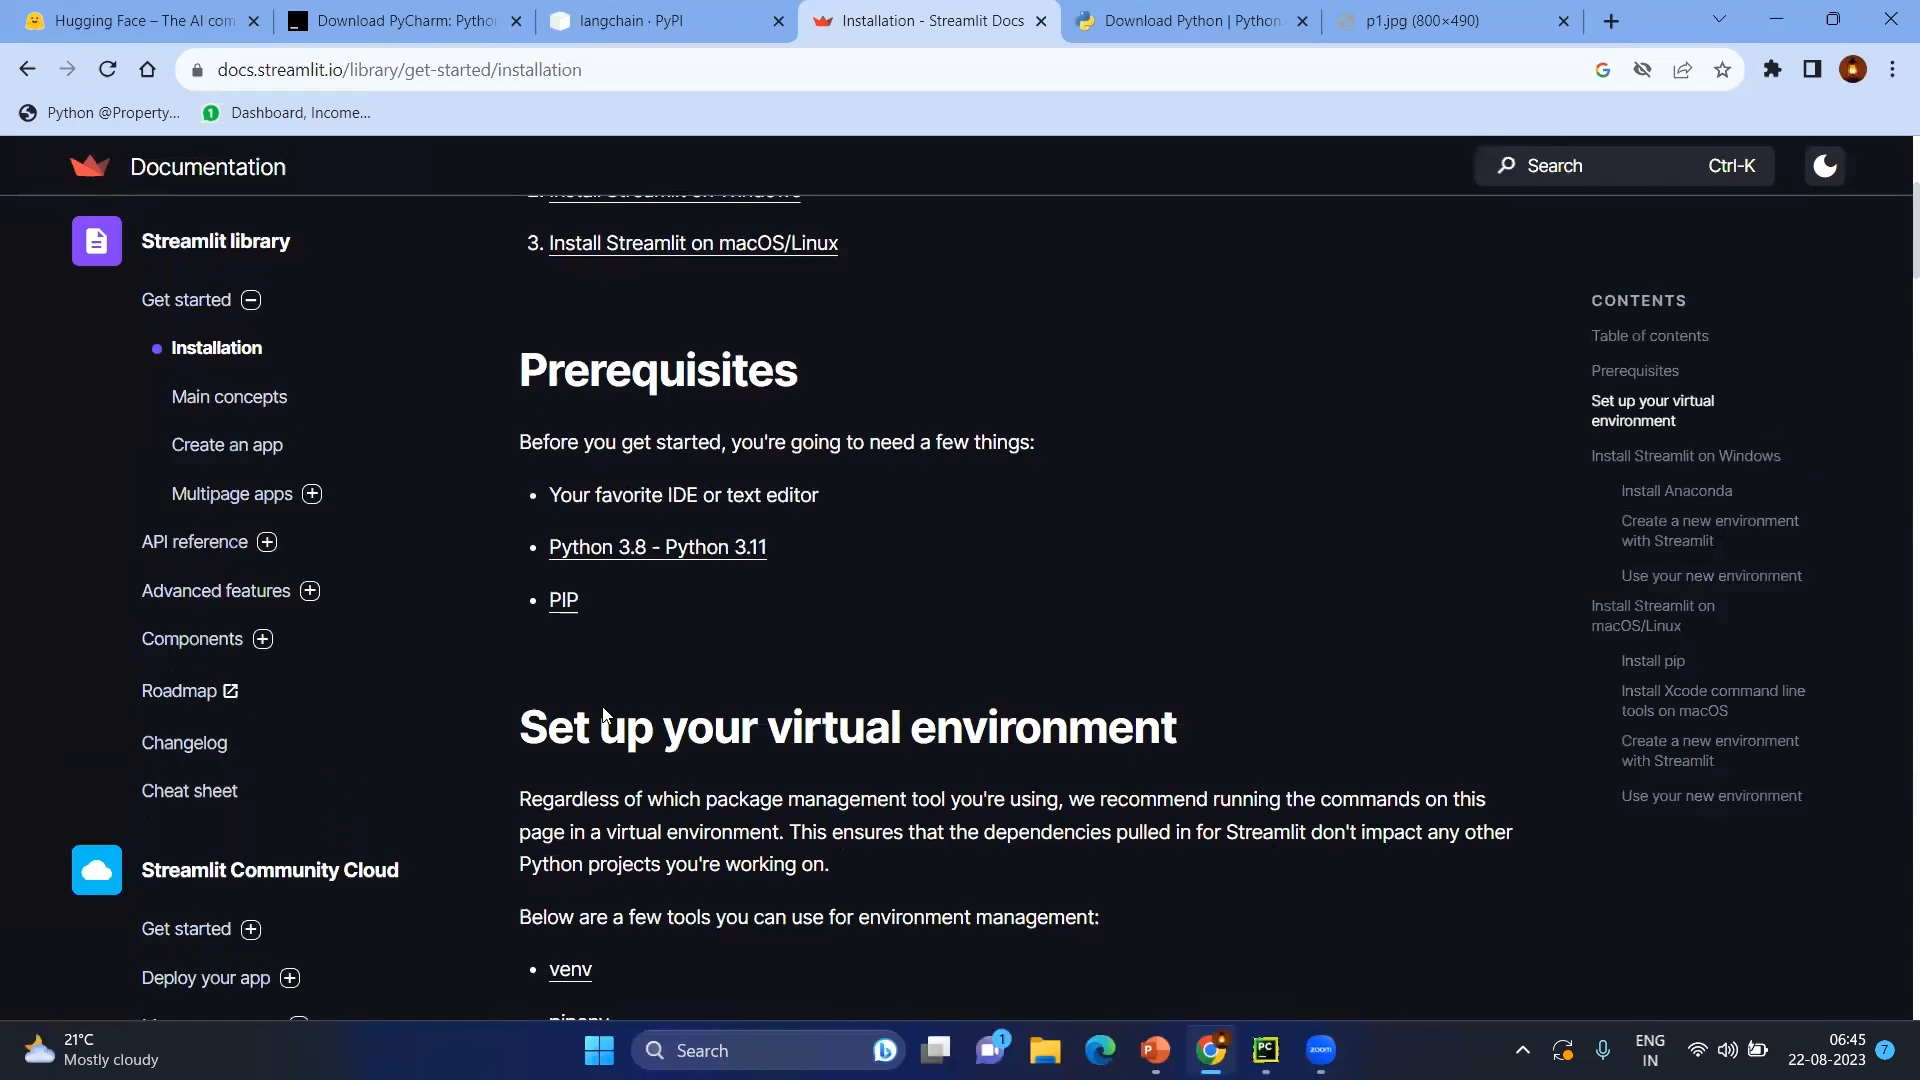 Hugging Face – The AI com
Download PyCharm: Pytho
langchain · PyPI
Installation - Streamlit Docs
Download Python | Python.
p1.jpg (800×490)
docs.streamlit.io/library/get-started/installation
Python @Property...
Dashboard, Income...
Documentation
Search
Ctrl-K
Streamlit library
Get started
Installation
Main concepts
Create an app
Multipage apps
API reference
Advanced features
Components
Roadmap
Changelog
Cheat sheet
Streamlit Community Cloud
Get started
Deploy your app
2. Install Streamlit on Windows
3. Install Streamlit on macOS/Linux
Prerequisites
Before you get started, you're going to need a few things:
• Your favorite IDE or text editor
• Python 3.8 - Python 3.11
• PIP
Set up your virtual environment
Regardless of which package management tool you're using, we recommend running the commands on this
page in a virtual environment. This ensures that the dependencies pulled in for Streamlit don't impact any other
Python projects you're working on.
Below are a few tools you can use for environment management:
• venv
pipenv
CONTENTS
Table of contents
Prerequisites
Set up your virtual
environment
Install Streamlit on Windows
Install Anaconda
Create a new environment
with Streamlit
Use your new environment
Install Streamlit on
macOS/Linux
Install pip
Install Xcode command line
tools on macOS
Create a new environment
with Streamlit
Use your new environment
21°C
Mostly cloudy
Search
1
PC
zoom
ENG
IN
06:45
22-08-2023
7